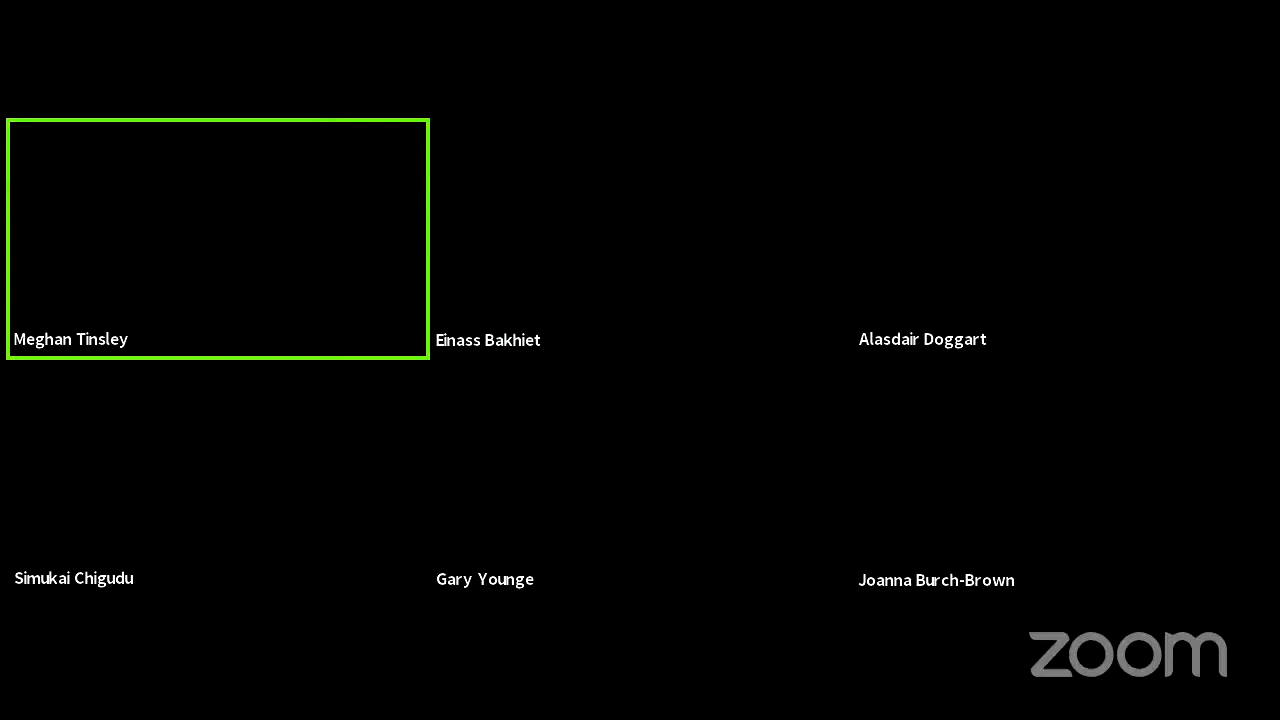 Meghan Tinsley
Einass Bakhiet
Alasdair Doggart
Simukai Chigudu
Gary Younge
Joanna Burch-Brown
zoom